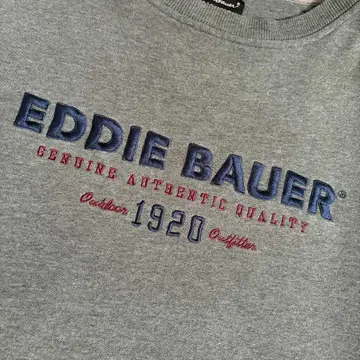 EDDIE BAUER®
GENUINE AUTHENTIC QUALITY
Outdoor 1920 Outfitter